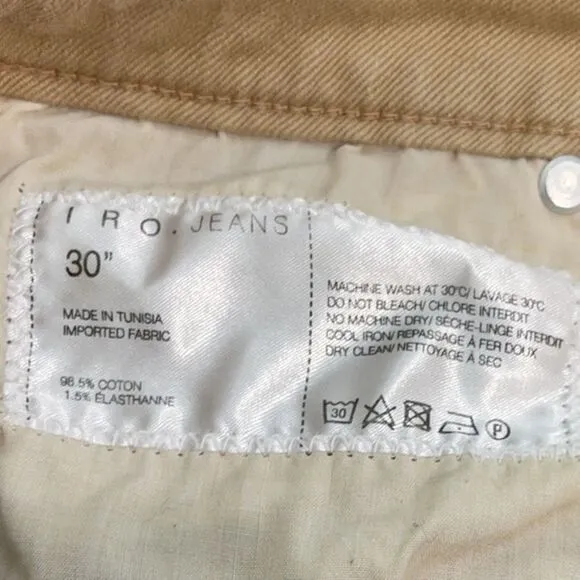 IRO.JEANS
30"
MADE IN TUNISIA
IMPORTED FABRIC
98.5% COTON
1.5% ÉLASTHANNE
MACHINE WASH AT 30°C/ LAVAGE 30°C
DO NOT BLEACH/ CHLORE INTERDIT
NO MACHINE DRY/ SÈCHE-LINGE INTERDIT
COOL IRON/ REPASSAGE À FER DOUX
DRY CLEAN/ NETTOYAGE À SEC
30 P